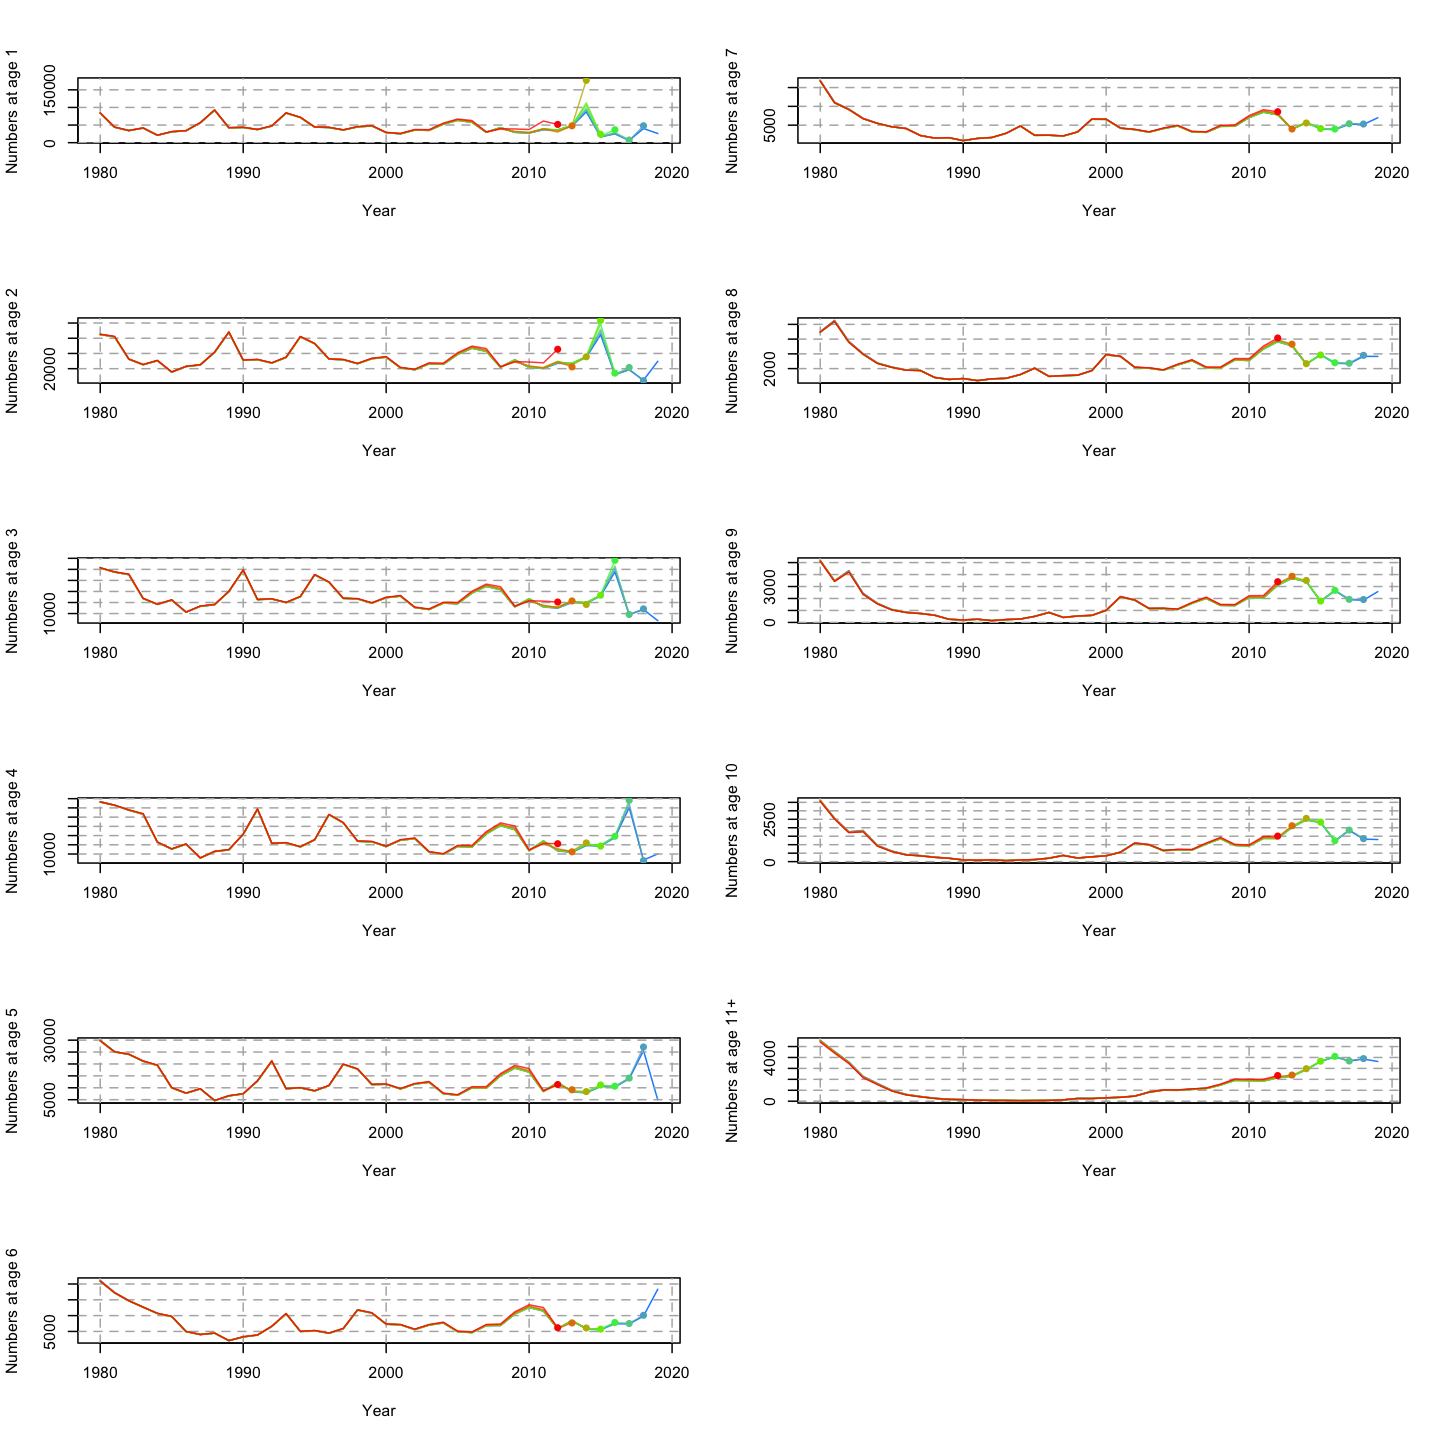 Numbers at age 1
0 150000
1980 1990 2000 2010 2020
Year
Numbers at age 2
20000
1980 1990 2000 2010 2020
Year
Numbers at age 3
10000
1980 1990 2000 2010 2020
Year
Numbers at age 4
10000
1980 1990 2000 2010 2020
Year
Numbers at age 5
5000 30000
1980 1990 2000 2010 2020
Year
Numbers at age 6
5000
1980 1990 2000 2010 2020
Year
Numbers at age 7
5000
1980 1990 2000 2010 2020
Year
Numbers at age 8
2000
1980 1990 2000 2010 2020
Year
Numbers at age 9
0 3000
1980 1990 2000 2010 2020
Year
Numbers at age 10
0 2500
1980 1990 2000 2010 2020
Year
Numbers at age 11+
0 4000
1980 1990 2000 2010 2020
Year